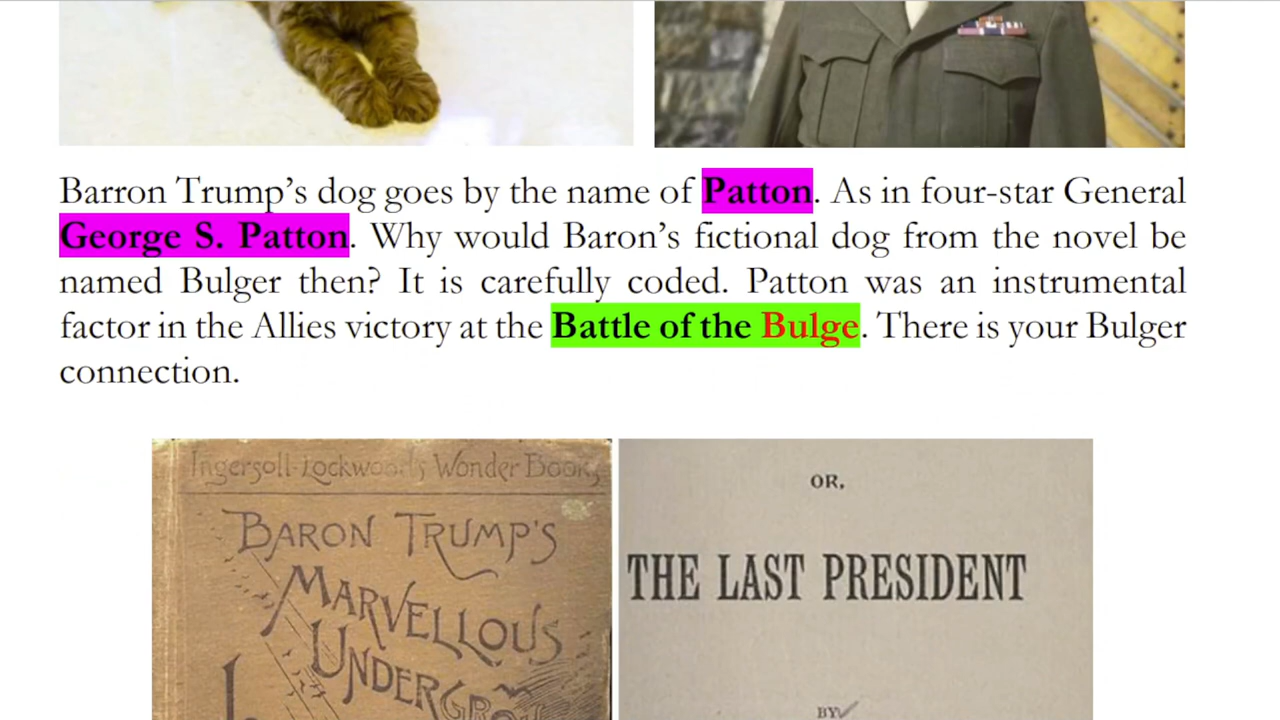 Barron Trump’s dog goes by the name of Patton. As in four-star General
George S. Patton. Why would Baron’s fictional dog from the novel be
named Bulger then? It is carefully coded. Patton was an instrumental
factor in the Allies victory at the Battle of the Bulge. There is your Bulger
connection.
Ingersoll-Lockwood's Wonder Books
BARON TRUMP'S
MARVELLOUS
UNDERGRO
OR,
THE LAST PRESIDENT
BY